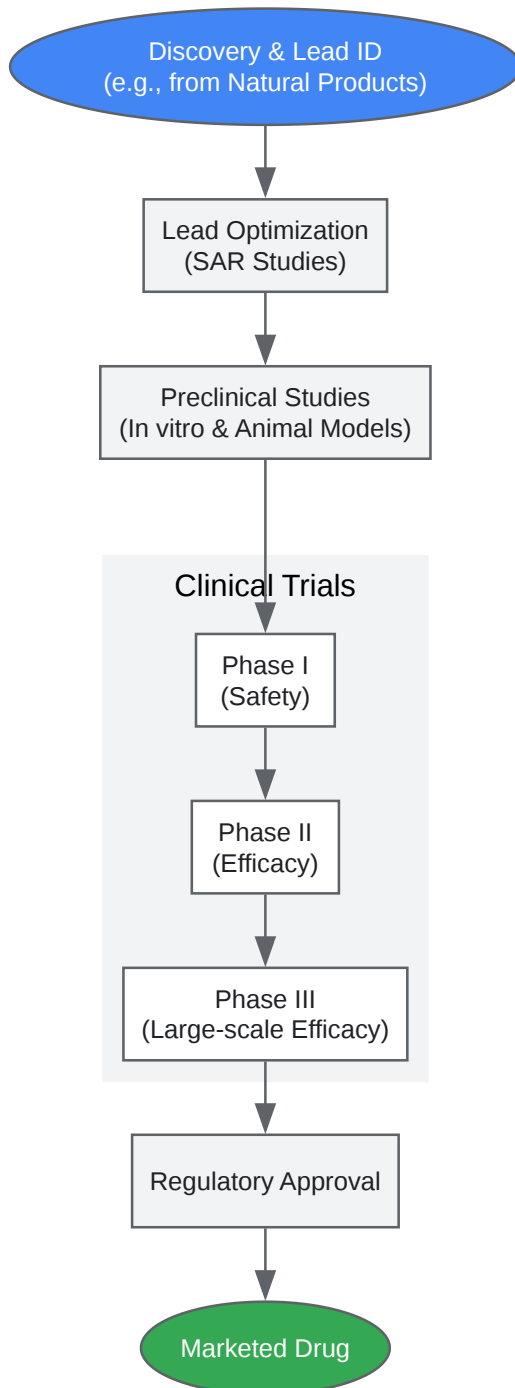 Discovery & Lead ID
(e.g., from Natural Products)
Lead Optimization
(SAR Studies)
Preclinical Studies
(In vitro & Animal Models)
Clinical Trials
Phase I
(Safety)
Phase II
(Efficacy)
Phase III
(Large-scale Efficacy)
Regulatory Approval
Marketed Drug